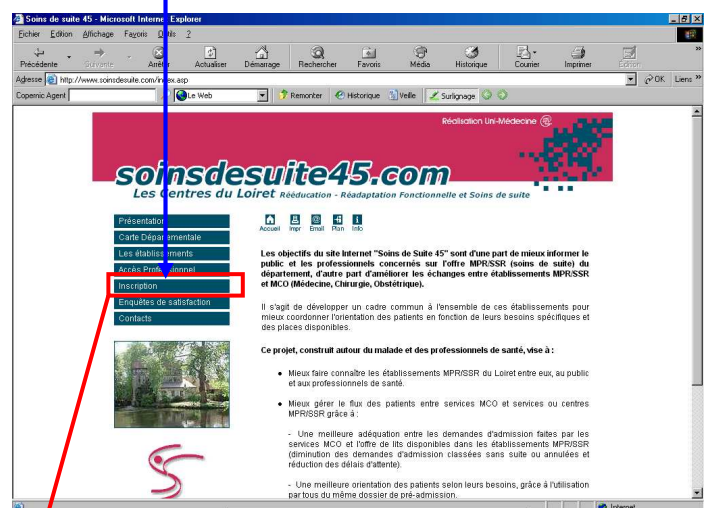 Soins de suite 45 - Microsoft Internet Explorer
Fichier Edition Affichage Favoris Outils ?
Précédente Suivante Arrêter Actualiser Démarrage Rechercher Favoris Média Historique Courrier Imprimer Edition
Adresse http://www.soinsdesuite.com/index.asp OK Liens »
Copernic Agent Le Web Remonter Historique Veille Surlignage
Réalisation Uni-Médecine @
soinsdesuite45.com
Les Centres du Loiret Rééducation - Réadaptation Fonctionnelle et Soins de suite
Présentation
Carte Départementale
Les établissements
Accès Professionnel
Inscription
Enquêtes de satisfaction
Contacts
Accueil Impr Email Plan Info
Les objectifs du site Internet "Soins de Suite 45" sont d'une part de mieux informer le
public et les professionnels concernés sur l'offre MPR/SSR (soins de suite) du
département, d'autre part d'améliorer les échanges entre établissements MPR/SSR
et MCO (Médecine, Chirurgie, Obstétrique).
Il s'agit de développer un cadre commun à l'ensemble de ces établissements pour
mieux coordonner l'orientation des patients en fonction de leurs besoins spécifiques et
des places disponibles.
Ce projet, construit autour du malade et des professionnels de santé, vise à :
• Mieux faire connaître les établissements MPR/SSR du Loiret entre eux, au public
et aux professionnels de santé.
• Mieux gérer le flux des patients entre services MCO et services ou centres
MPR/SSR grâce à :
- Une meilleure adéquation entre les demandes d'admission faites par les
services MCO et l'offre de lits disponibles dans les établissements MPR/SSR
(diminution des demandes d'admission classées sans suite ou annulées et
réduction des délais d'attente).
- Une meilleure orientation des patients selon leurs besoins, grâce à l'utilisation
par tous du même dossier de pré-admission.
Internet